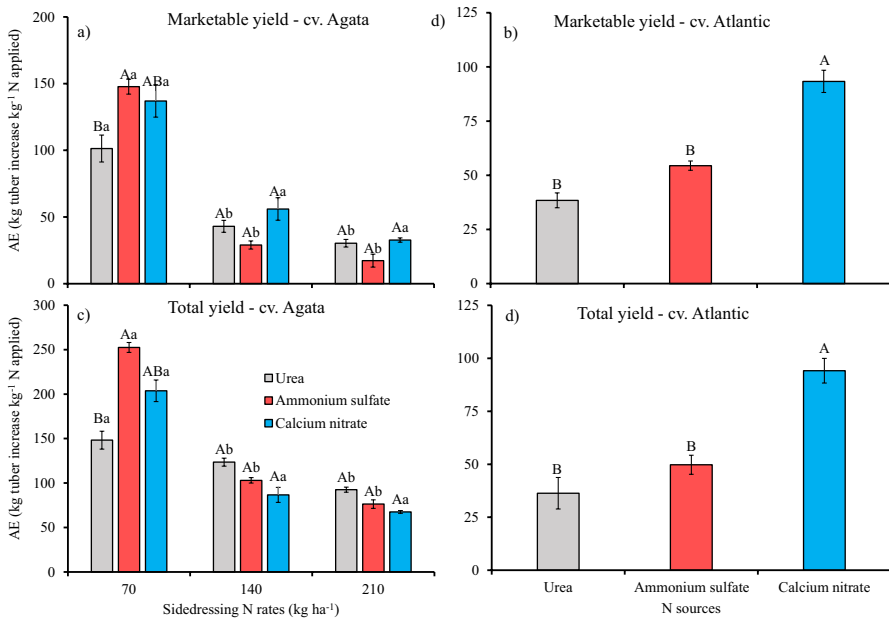 Marketable yield - cv. Agata
a)
AE (kg tuber increase kg-1 N applied)
200
150
100
50
0
Ba
Aa
ABa
Ab
Ab
Aa
Ab
Ab
Aa
d)
Marketable yield - cv. Atlantic
b)
125
100
75
50
25
0
B
B
A
Total yield - cv. Agata
c)
AE (kg tuber increase kg-1 N applied)
300
250
200
150
100
50
0
Ba
Aa
ABa
Ab
Ab
Aa
Ab
Ab
Aa
Urea
Ammonium sulfate
Calcium nitrate
70
140
210
Sidedressing N rates (kg ha-1)
d)
Total yield - cv. Atlantic
125
100
75
50
25
0
B
B
A
Urea
Ammonium sulfate
Calcium nitrate
N sources